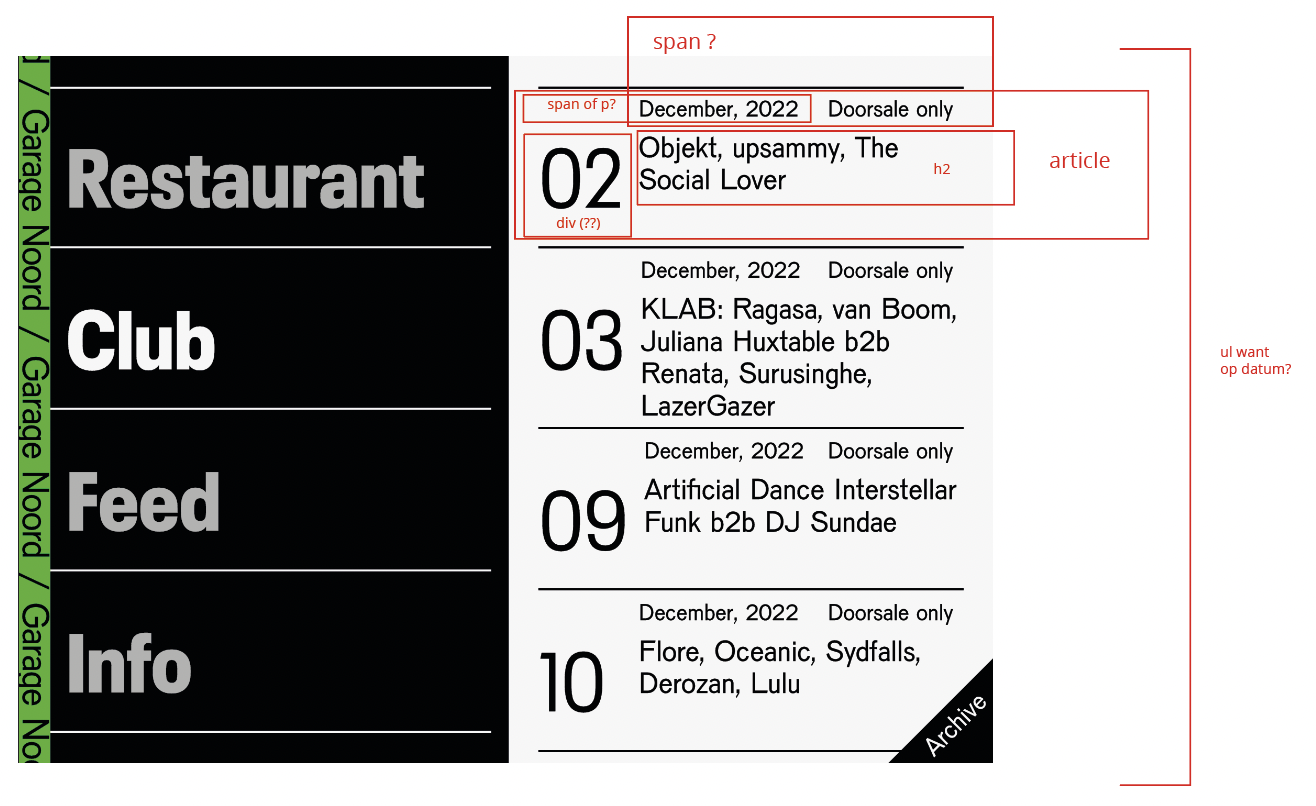 span ?
span of p?
December, 2022 Doorsale only
02
Objekt, upsammy, The
Social Lover
h2
article
div (??)
d / Garage Noord / Garage Noord / Garage Noo
Restaurant
Club
Feed
Info
December, 2022 Doorsale only
03
KLAB: Ragasa, van Boom,
Juliana Huxtable b2b
Renata, Surusinghe,
LazerGazer
ul want
op datum?
December, 2022 Doorsale only
09
Artificial Dance Interstellar
Funk b2b DJ Sundae
December, 2022 Doorsale only
10
Flore, Oceanic, Sydfalls,
Derozan, Lulu
Archive